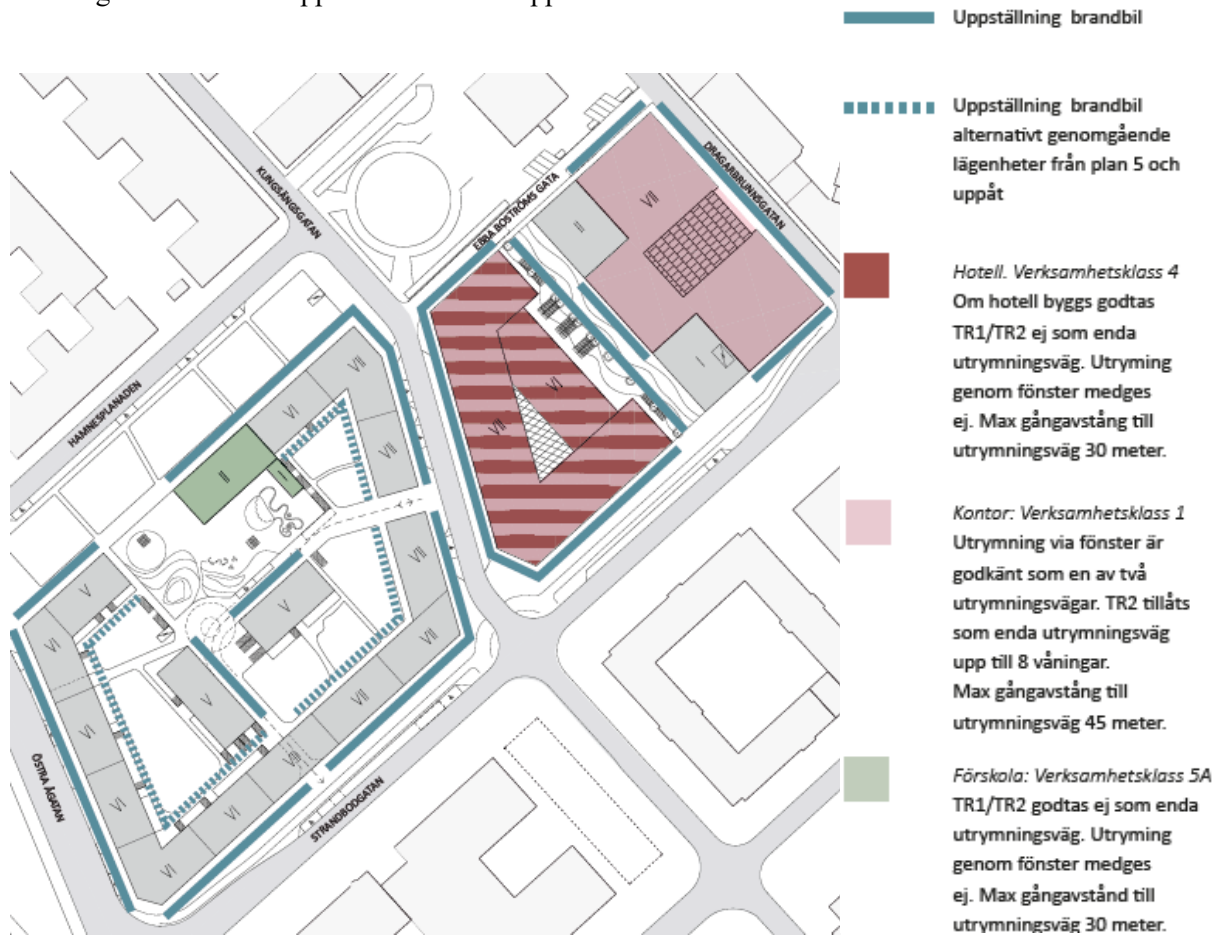 KUNGSÄNGSGATAN
DRAGARBRUNNSGATAN
EBBA BOSTRÖMS GATA
VII
II
I
VI
VII
HAMNESPLANADEN
VII
VI
VII
II
I
VII
V
V
VI
V
VII
VI
VII
VII
VI
VI
VI
ÖSTRA ÅGATAN
STRANDBODGATAN
Uppställning brandbil
Uppställning brandbil
alternativt genomgående
lägenheter från plan 5 och
uppåt
Hotell. Verksamhetsklass 4
Om hotell byggs godtas
TR1/TR2 ej som enda
utrymningsväg. Utryming
genom fönster medges
ej. Max gångavstång till
utrymningsväg 30 meter.
Kontor: Verksamhetsklass 1
Utrymning via fönster är
godkänt som en av två
utrymningsvägar. TR2 tillåts
som enda utrymningsväg
upp till 8 våningar.
Max gångavstång till
utrymningsväg 45 meter.
Förskola: Verksamhetsklass 5A
TR1/TR2 godtas ej som enda
utrymningsväg. Utryming
genom fönster medges
ej. Max gångavstånd till
utrymningsväg 30 meter.